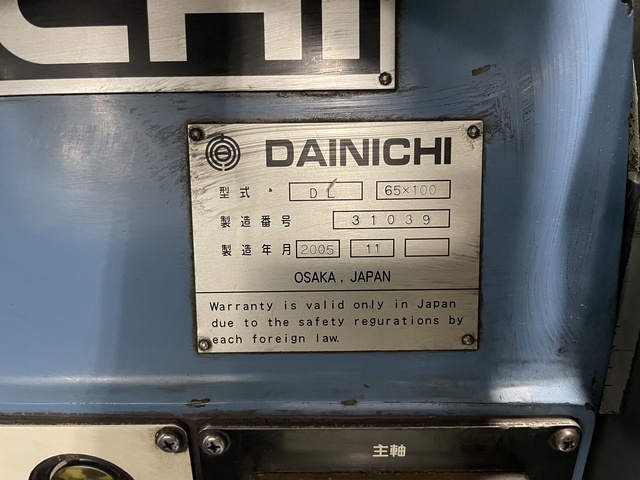 CHI
DAINICHI
型式 DL 65×100
製造番号 31039
製造年月 2005 11
OSAKA, JAPAN
Warranty is valid only in Japan
due to the safety regurations by
each foreign law.
主軸